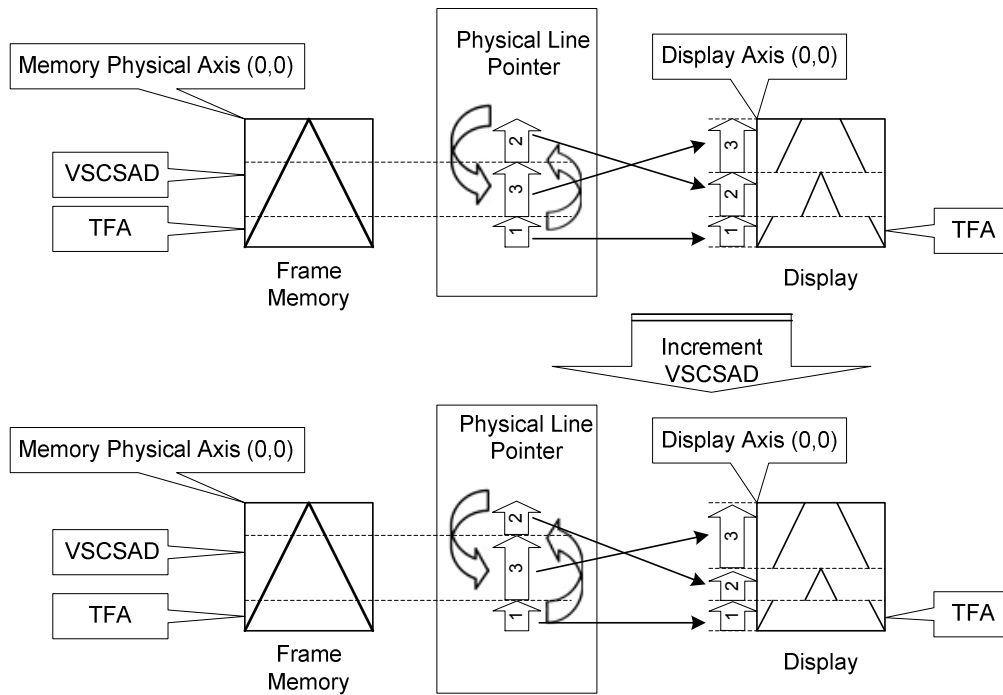 Physical Line
Pointer
Memory Physical Axis (0,0)
Display Axis (0,0)
VSCSAD
TFA
2
3
1
3
2
1
TFA
Frame
Memory
Display
Increment
VSCSAD
Physical Line
Pointer
Memory Physical Axis (0,0)
Display Axis (0,0)
VSCSAD
TFA
2
3
1
3
2
1
TFA
Frame
Memory
Display